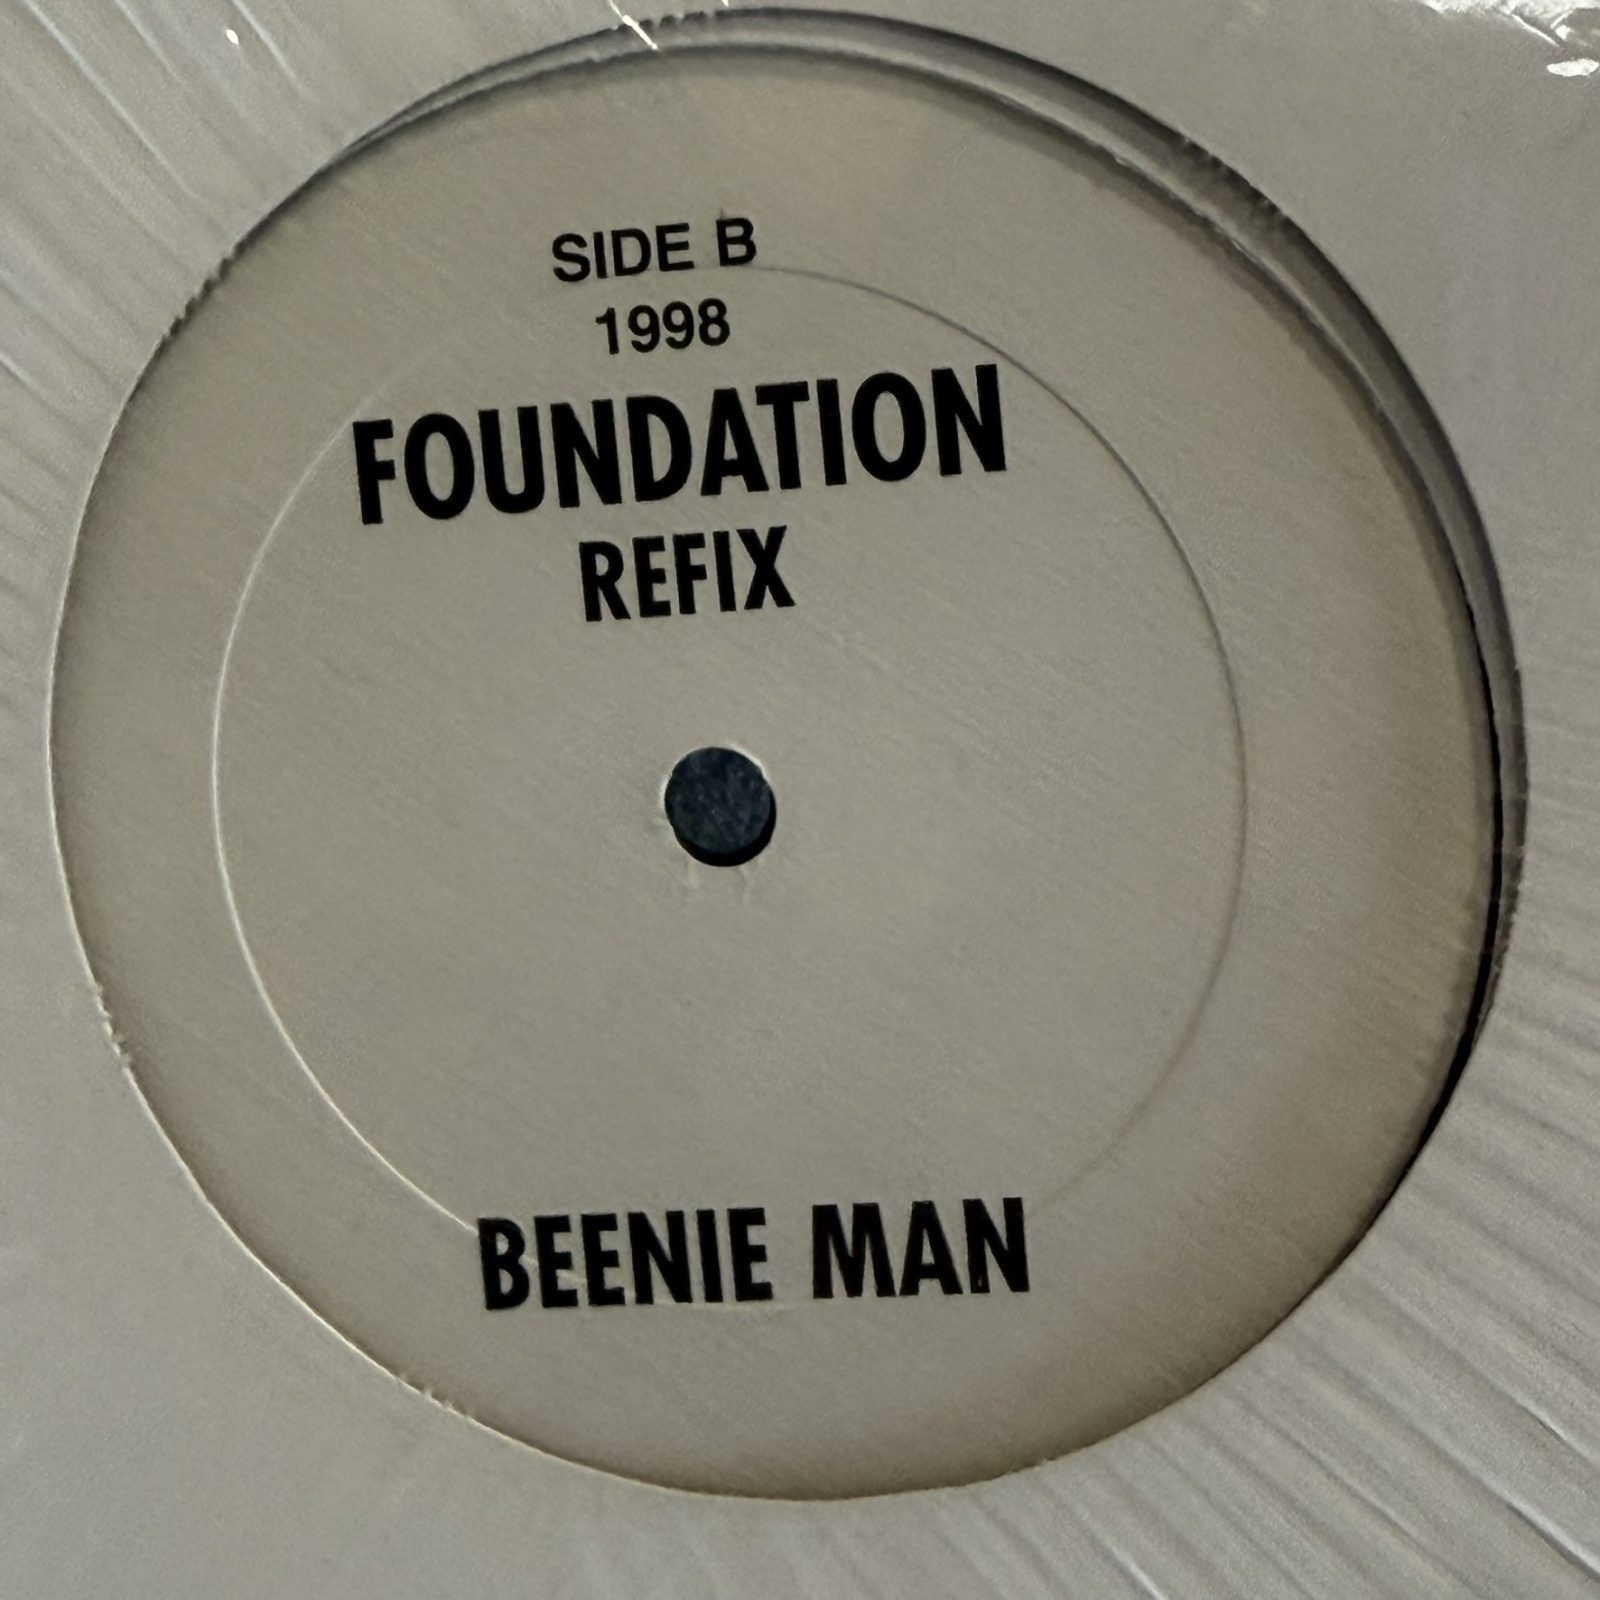 SIDE B
1998
FOUNDATION
REFIX
BEENIE MAN